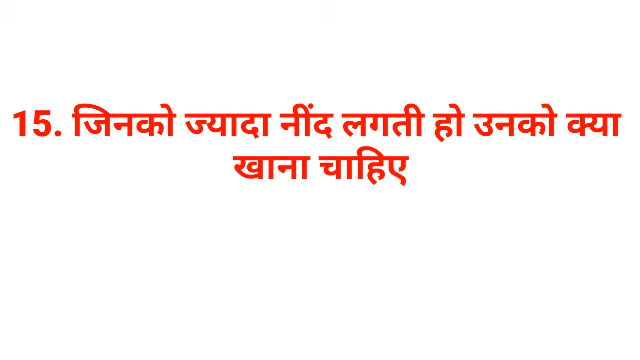 15. जिनको ज्यादा नींद लगती हो उनको क्या
खाना चाहिए